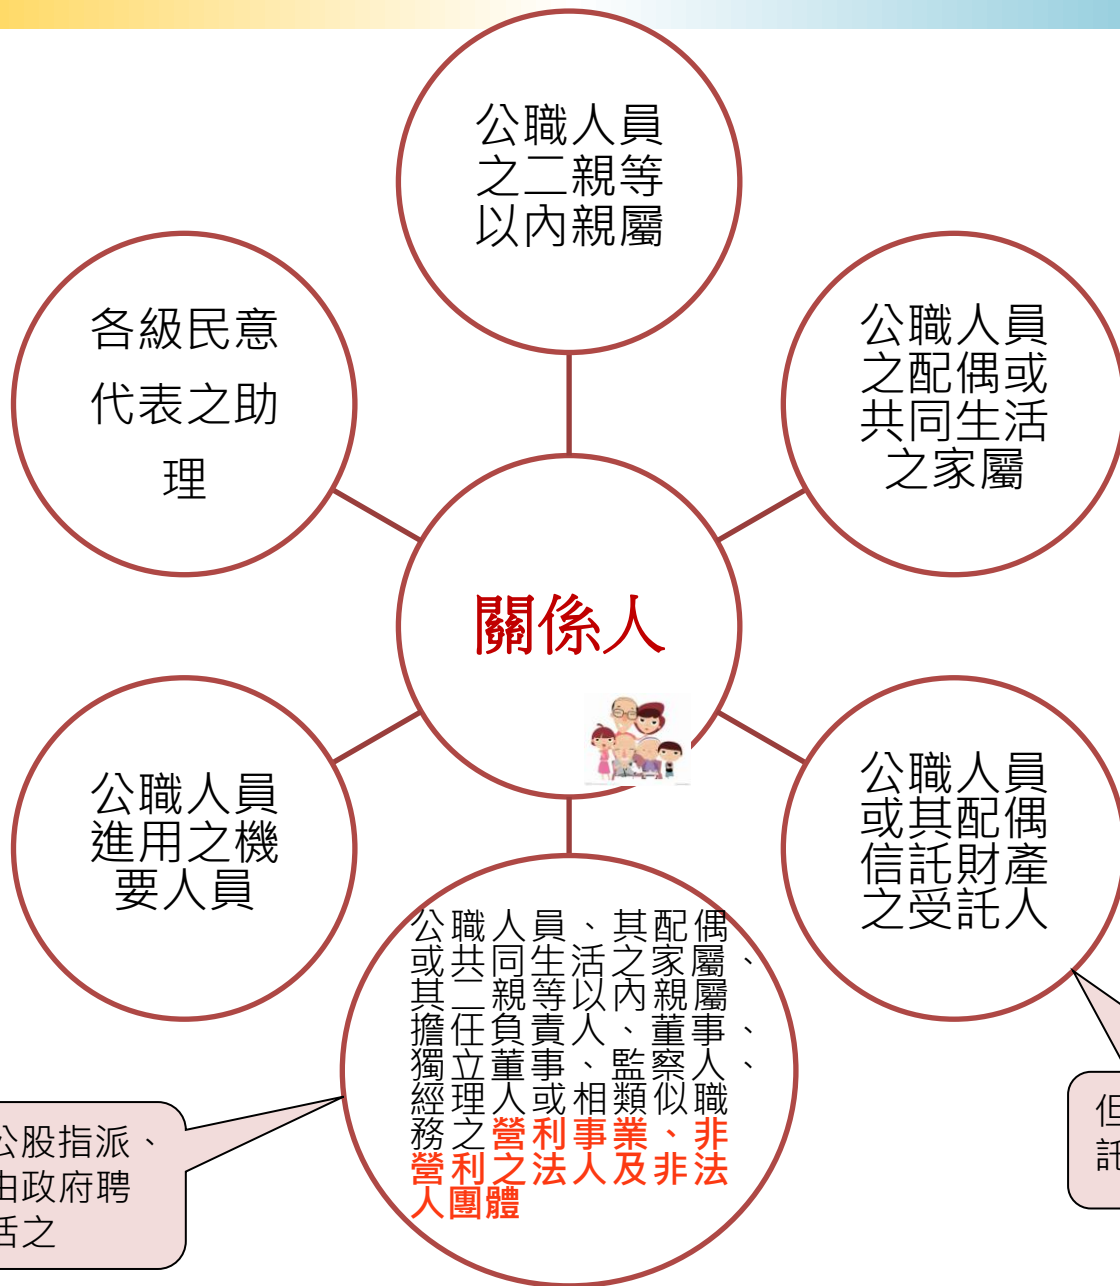 公職人員
之二親等
以內親屬
各級民意
代表之助
理
公職人員
之配偶或
共同生活
之家屬
關係人
公職人員
進用之機
要人員
公職人員
或其配偶
信託財產
之受託人
公職人員、其配偶
或共同生活之家屬、
其二親等以內親屬
擔任負責人、董事、
獨立董事、監察人、
經理人或相類似職
務之營利事業、非
營利之法人及非法
人團體
公股指派、
由政府聘
括之
但
託